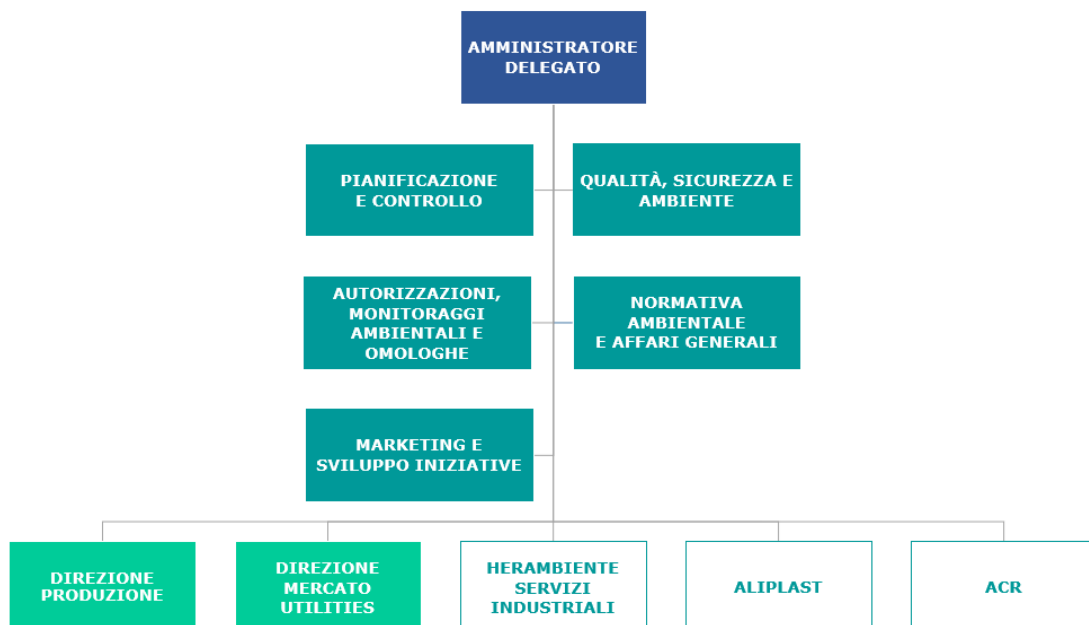 AMMINISTRATORE
DELEGATO
PIANIFICAZIONE
E CONTROLLO
QUALITÀ, SICUREZZA E
AMBIENTE
AUTORIZZAZIONI,
MONITORAGGI
AMBIENTALI E
OMOLOGHE
NORMATIVA
AMBIENTALE
E AFFARI GENERALI
MARKETING E
SVILUPPO INIZIATIVE
DIREZIONE
PRODUZIONE
DIREZIONE
MERCATO
UTILITIES
HERAMBIENTE
SERVIZI
INDUSTRIALI
ALIPLAST
ACR